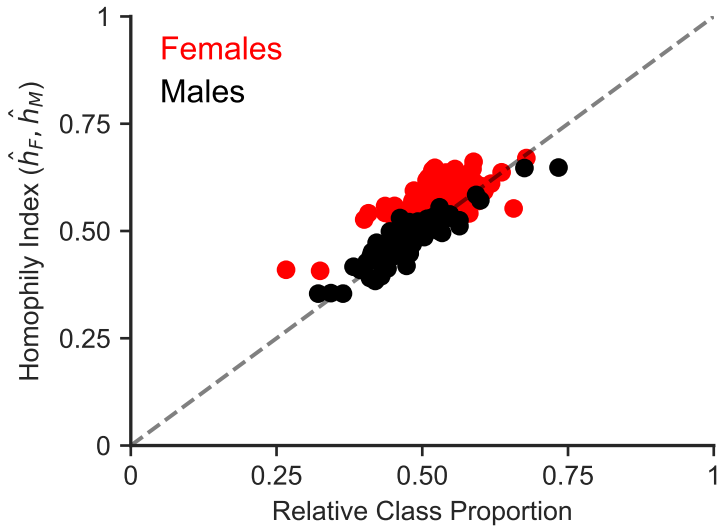 1
Females
Males
0.75
0.50
0.25
0
0 0.25 0.50 0.75 1
Relative Class Proportion
Homophily Index (ĥ_F, ĥ_M)